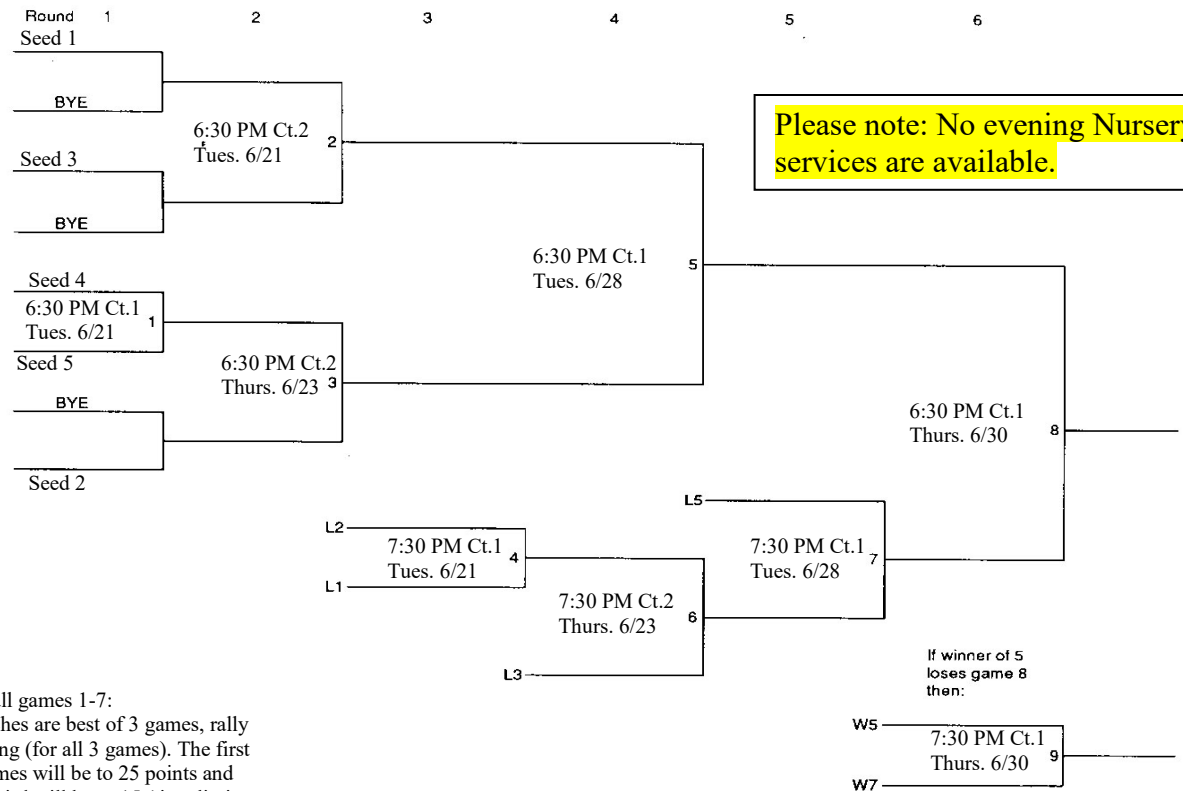 Round 1 2 3 4 5 6
Seed 1
BYE
6:30 PM Ct.2
Tues. 6/21
2
Seed 3
BYE
Please note: No evening Nursery
services are available.
Seed 4
6:30 PM Ct.1
Tues. 6/21
1
Seed 5
6:30 PM Ct.2
Thurs. 6/23
3
BYE
Seed 2
6:30 PM Ct.1
Tues. 6/28
5
6:30 PM Ct.1
Thurs. 6/30
8
L2
7:30 PM Ct.1
Tues. 6/21
4
L1
7:30 PM Ct.2
Thurs. 6/23
6
L3
L5
7:30 PM Ct.1
Tues. 6/28
7
If winner of 5
loses game 8
then:
W5
7:30 PM Ct.1
Thurs. 6/30
9
W7
all games 1-7:
hes are best of 3 games, rally
ng (for all 3 games). The first
mes will be to 25 points and